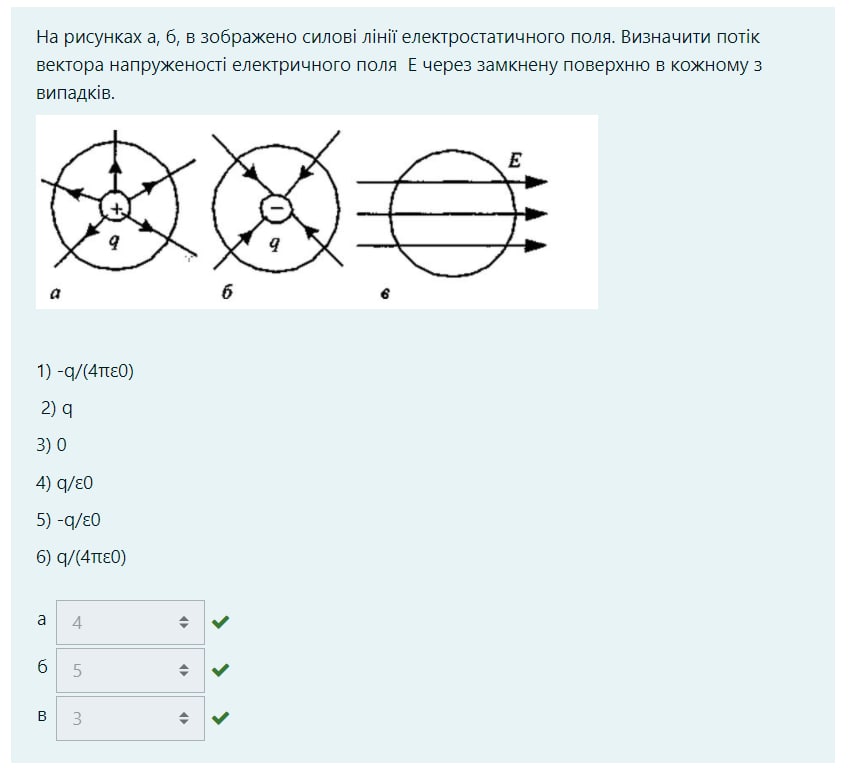 На рисунках а, б, в зображено силові лінії електростатичного поля. Визначити потік
вектора напруженості електричного поля  Е через замкнену поверхню в кожному з
випадків.
E
+
−
q
q
а
б
в
1) -q/(4πε0)
2) q
3) 0
4) q/ε0
5) -q/ε0
6) q/(4πε0)
а 4
б 5
в 3